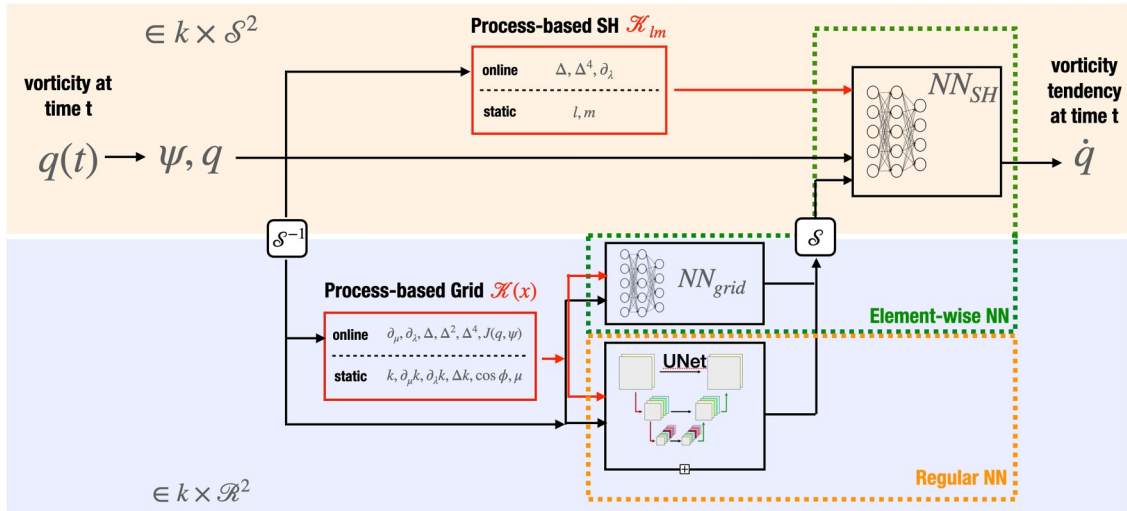 ∈ k × 𝒮²
Process-based SH 𝒦ₗₘ
online Δ, Δ⁴, ∂_λ
static l, m
vorticity at
time t
q(t) ψ, q
NN_SH
vorticity
tendency
at time t
q̇
𝒮⁻¹
𝒮
Process-based Grid 𝒦(x)
online ∂_μ, ∂_λ, Δ, Δ², Δ⁴, J(q, ψ)
static k, ∂_μk, ∂_λk, Δk, cos ϕ, μ
NN_grid
Element-wise NN
UNet
Regular NN
∈ k × ℛ²